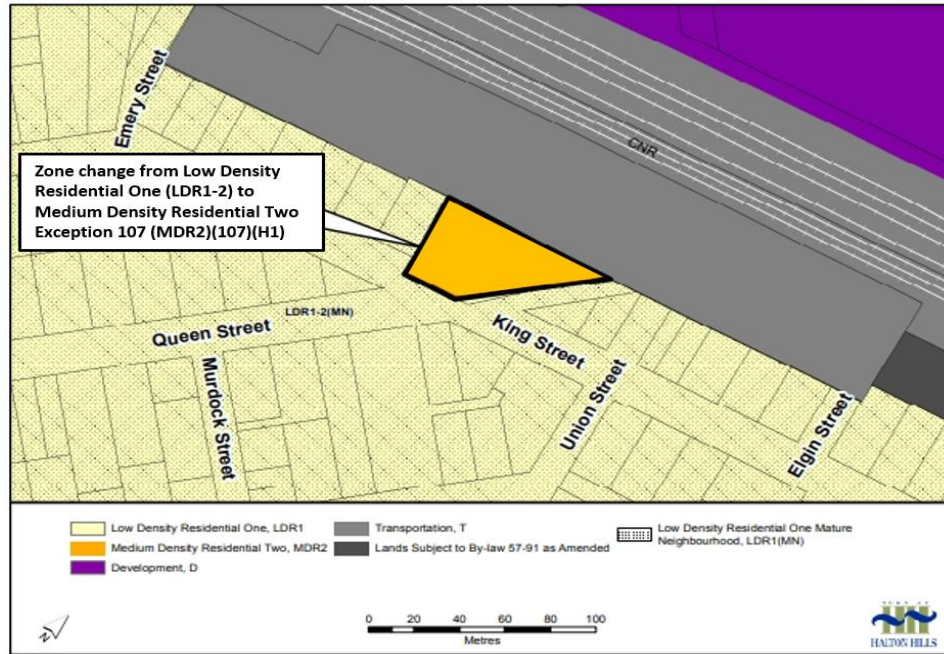 Emery Street
CNR
Zone change from Low Density
Residential One (LDR1-2) to
Medium Density Residential Two
Exception 107 (MDR2)(107)(H1)
LDR1-2(MN)
Queen Street
King Street
Murdock Street
Union Street
Elgin Street
Low Density Residential One, LDR1
Medium Density Residential Two, MDR2
Development, D
Transportation, T
Lands Subject to By-law 57-91 as Amended
Low Density Residential One Mature
Neighbourhood, LDR1(MN)
0 20 40 60 80 100
Metres
TOWN OF
HALTON HILLS